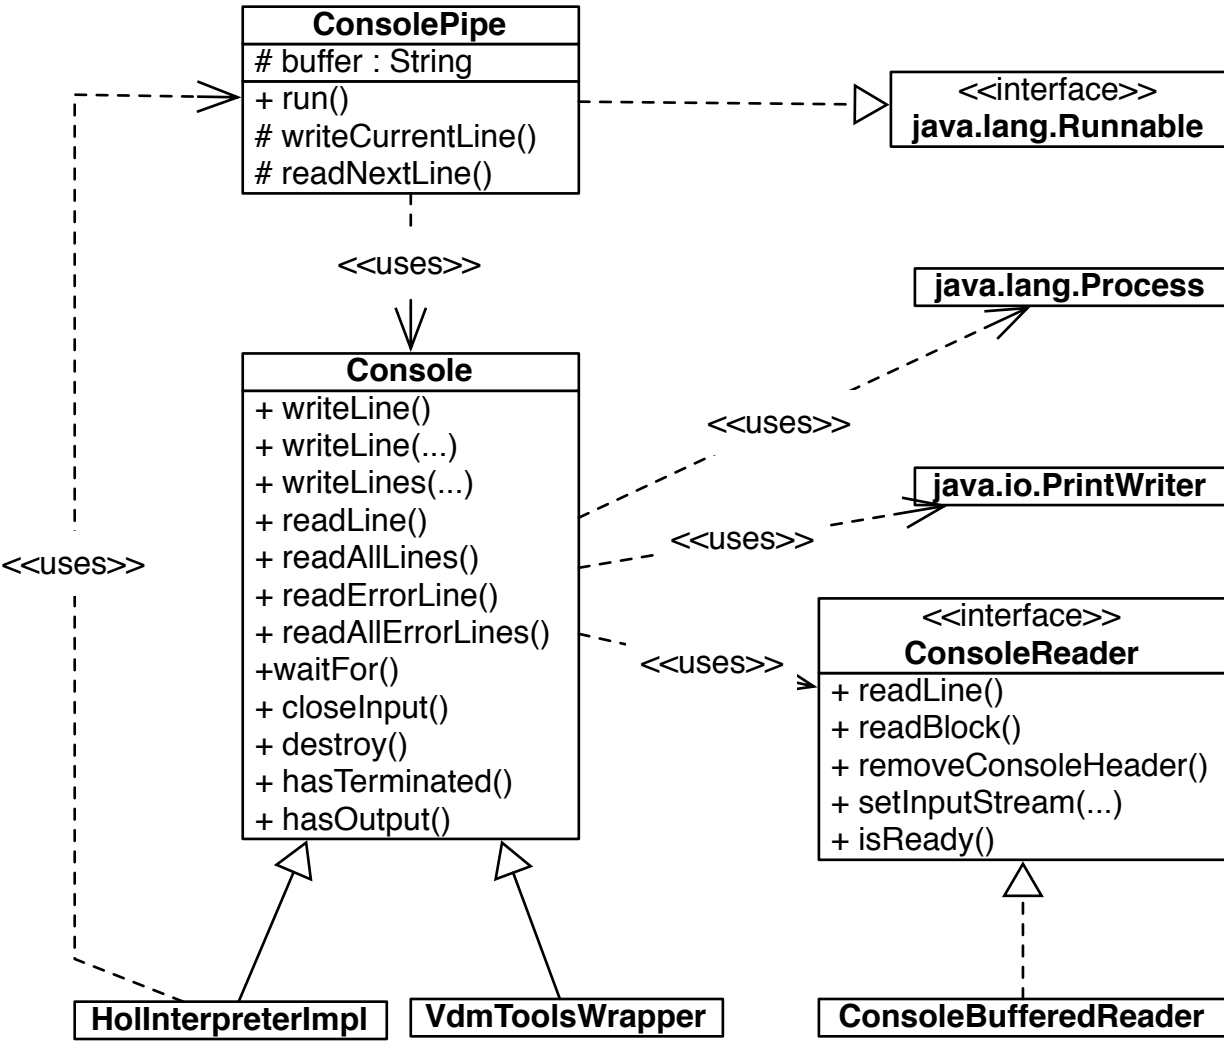 ConsolePipe
# buffer : String
+ run()
# writeCurrentLine()
# readNextLine()
<<interface>>
java.lang.Runnable
<<uses>>
java.lang.Process
Console
+ writeLine()
+ writeLine(...)
+ writeLines(...)
+ readLine()
+ readAllLines()
+ readErrorLine()
+ readAllErrorLines()
+waitFor()
+ closeInput()
+ destroy()
+ hasTerminated()
+ hasOutput()
<<uses>>
java.io.PrintWriter
<<uses>>
<<uses>>
<<uses>>
<<interface>>
ConsoleReader
+ readLine()
+ readBlock()
+ removeConsoleHeader()
+ setInputStream(...)
+ isReady()
HolInterpreterImpl
VdmToolsWrapper
ConsoleBufferedReader